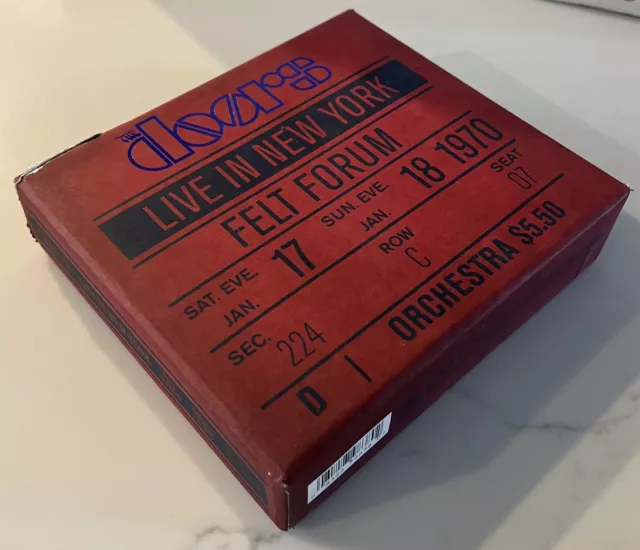 THE
doors
LIVE IN NEW YORK
FELT FORUM
SAT. EVE. SUN. EVE.
JAN. 17 JAN. 18 1970
SEC. ROW SEAT
224 C 07
D | ORCHESTRA $5.50